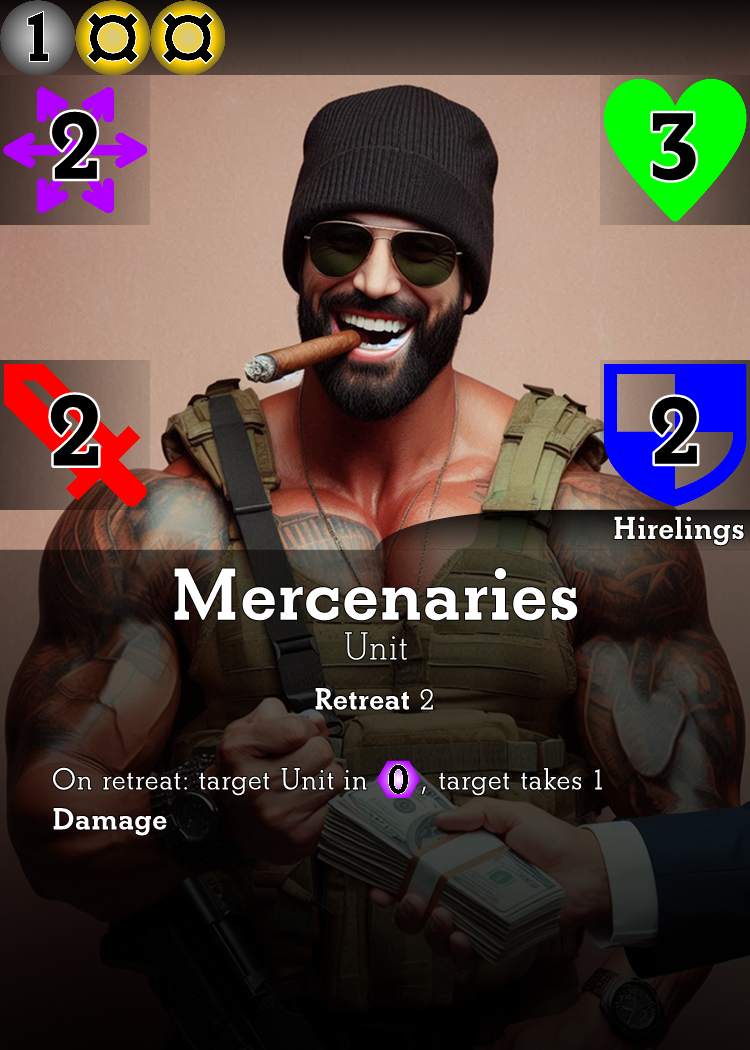 1 ¤ ¤
2
3
2
2
Hirelings
Mercenaries
Unit
Retreat 2
On retreat: target Unit in 0, target takes 1
Damage